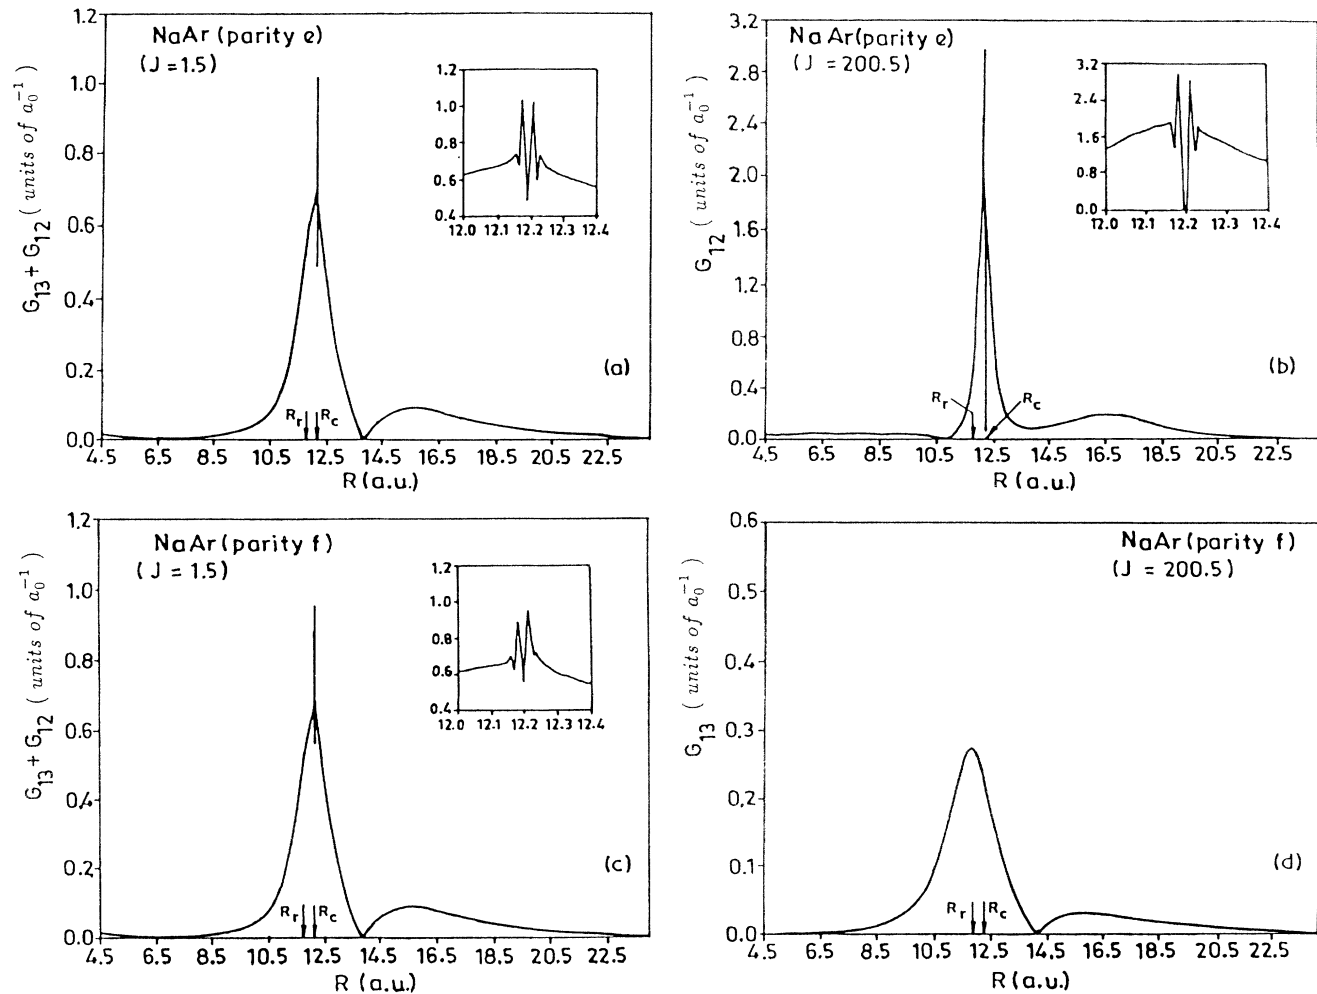 1.2
1.0
0.8
0.6
0.4
0.2
0.0
G13 + G12 ( units of a0^-1 )
NaAr (parity e)
(J = 1.5)
1.2
1.0
0.8
0.6
0.4
12.0 12.1 12.2 12.3 12.4
(a)
Rr Rc
4.5 6.5 8.5 10.5 12.5 14.5 16.5 18.5 20.5 22.5
R (a.u.)
3.2
2.8
2.4
2.0
1.6
3.2
0.8
0.4
0.0
G12 ( units of a0^-1 )
NaAr(parity e)
(J = 200.5)
3.2
2.4
1.6
0.8
0.0
12.0 12.1 12.2 12.3 12.4
(b)
Rr Rc
4.5 6.5 8.5 10.5 12.5 14.5 16.5 18.5 20.5 22.5
R (a.u.)
1.2
1.0
0.8
0.6
0.4
0.2
0.0
G13 + G12 ( units of a0^-1 )
NaAr(parity f)
(J = 1.5)
1.2
1.0
0.8
0.6
0.4
12.0 12.1 12.2 12.3 12.4
(c)
Rr Rc
4.5 6.5 8.5 10.5 12.5 14.5 16.5 18.5 20.5 22.5
R (a.u.)
0.6
0.5
0.4
0.3
0.2
0.1
0.0
G13 ( units of a0^-1 )
NaAr(parity f)
(J = 200.5)
(d)
Rr Rc
4.5 6.5 8.5 10.5 12.5 14.5 16.5 18.5 20.5 22.5
R(a.u.)